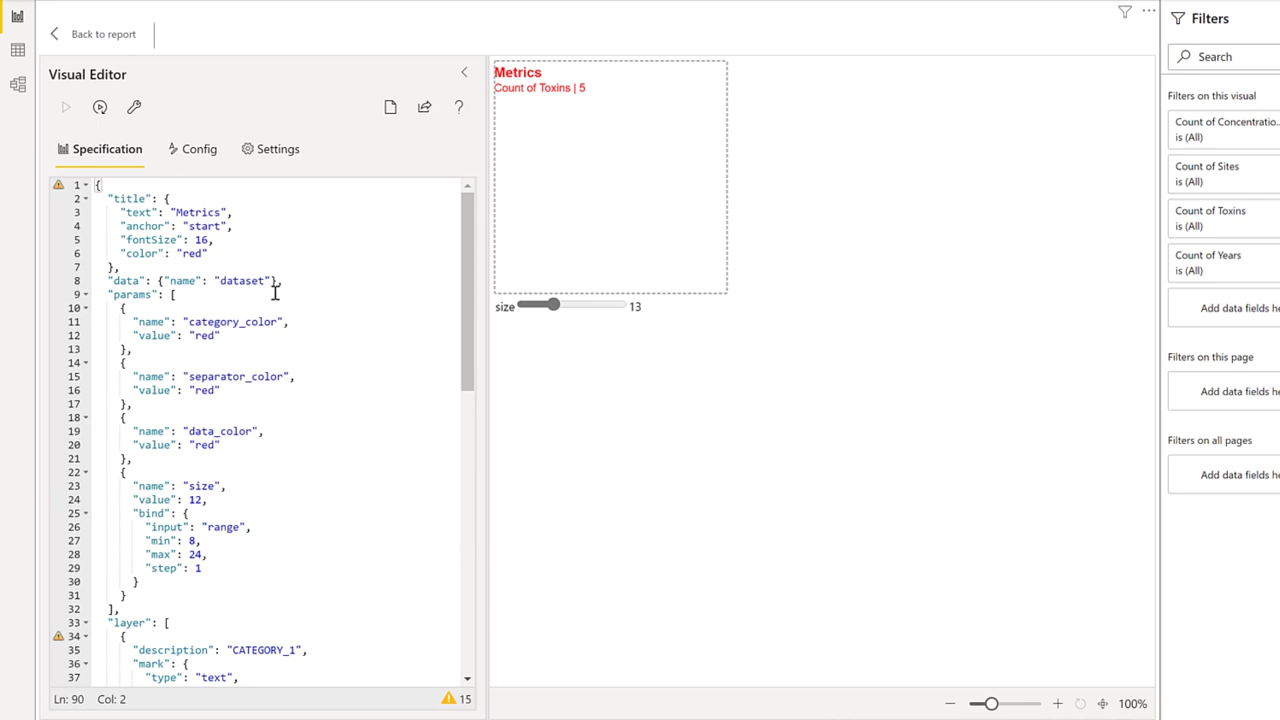 Back to report
Visual Editor
?
Specification
Config
Settings
1 {
2 "title": {
3 "text": "Metrics",
4 "anchor": "start",
5 "fontSize": 16,
6 "color": "red"
7 },
8 "data": {"name": "dataset"},
9 "params": [
10 {
11 "name": "category_color",
12 "value": "red"
13 },
14 {
15 "name": "separator_color",
16 "value": "red"
17 },
18 {
19 "name": "data_color",
20 "value": "red"
21 },
22 {
23 "name": "size",
24 "value": 12,
25 "bind": {
26 "input": "range",
27 "min": 8,
28 "max": 24,
29 "step": 1
30 }
31 }
32 ],
33 "layer": [
34 {
35 "description": "CATEGORY_1",
36 "mark": {
37 "type": "text",
Ln: 90 Col: 2
15
Metrics
Count of Toxins | 5
size 13
100%
Filters
Search
Filters on this visual
Count of Concentratio...
is (All)
Count of Sites
is (All)
Count of Toxins
is (All)
Count of Years
is (All)
Add data fields he
Filters on this page
Add data fields he
Filters on all pages
Add data fields he